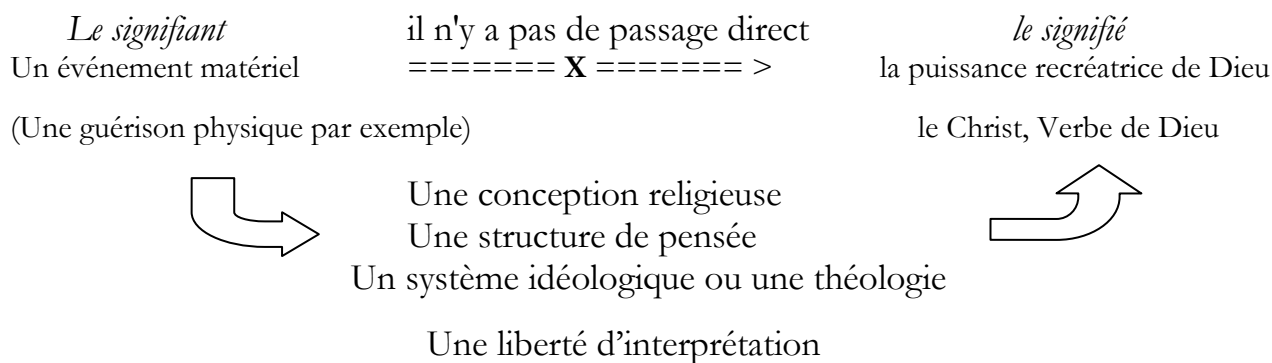 Le signifiant il n'y a pas de passage direct le signifié
Un événement matériel ======= X ======= > la puissance recréatrice de Dieu
(Une guérison physique par exemple) le Christ, Verbe de Dieu
Une conception religieuse
Une structure de pensée
Un système idéologique ou une théologie
Une liberté d’interprétation